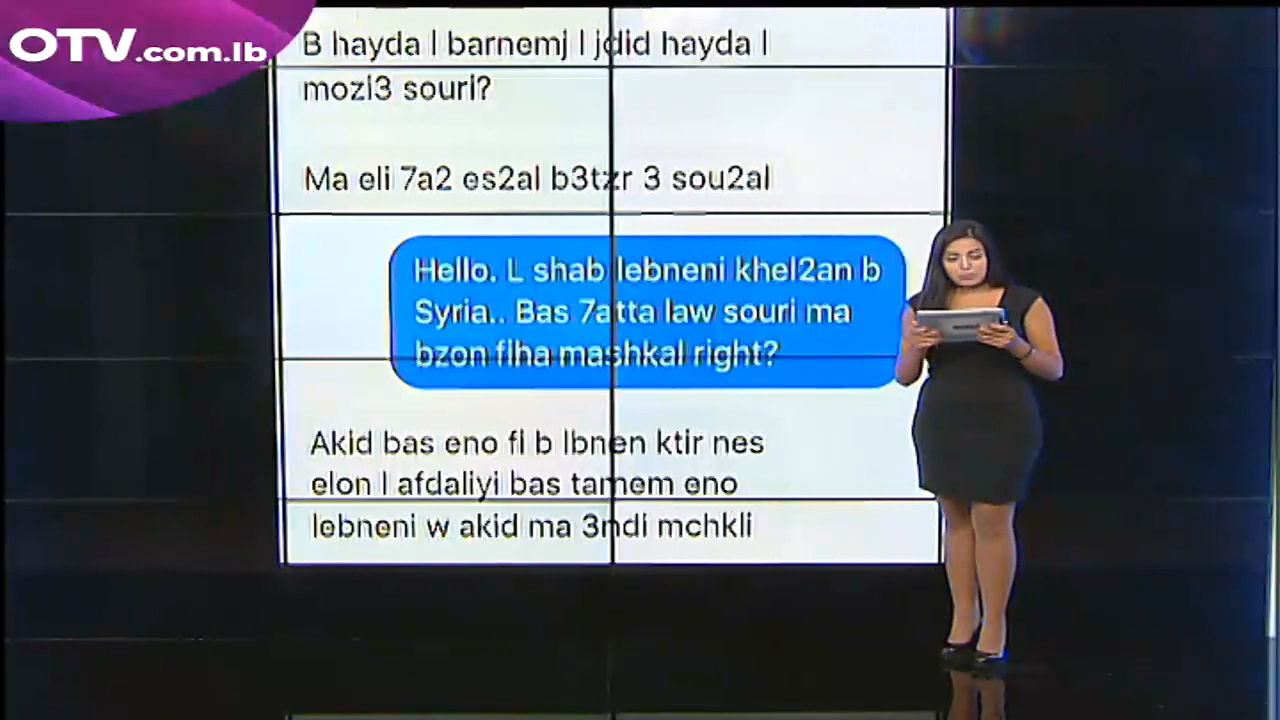 OTV.com.lb
B hayda l barnemj l jdid hayda l
mozi3 souri?
Ma eli 7a2 es2al b3tzr 3 sou2al
Hello. L shab lebneni khel2an b
Syria.. Bas 7atta law souri ma
bzon fiha mashkal right?
Akid bas eno fi b lbnen ktir nes
elon l afdaliyi bas tamem eno
lebneni w akid ma 3ndi mchkli